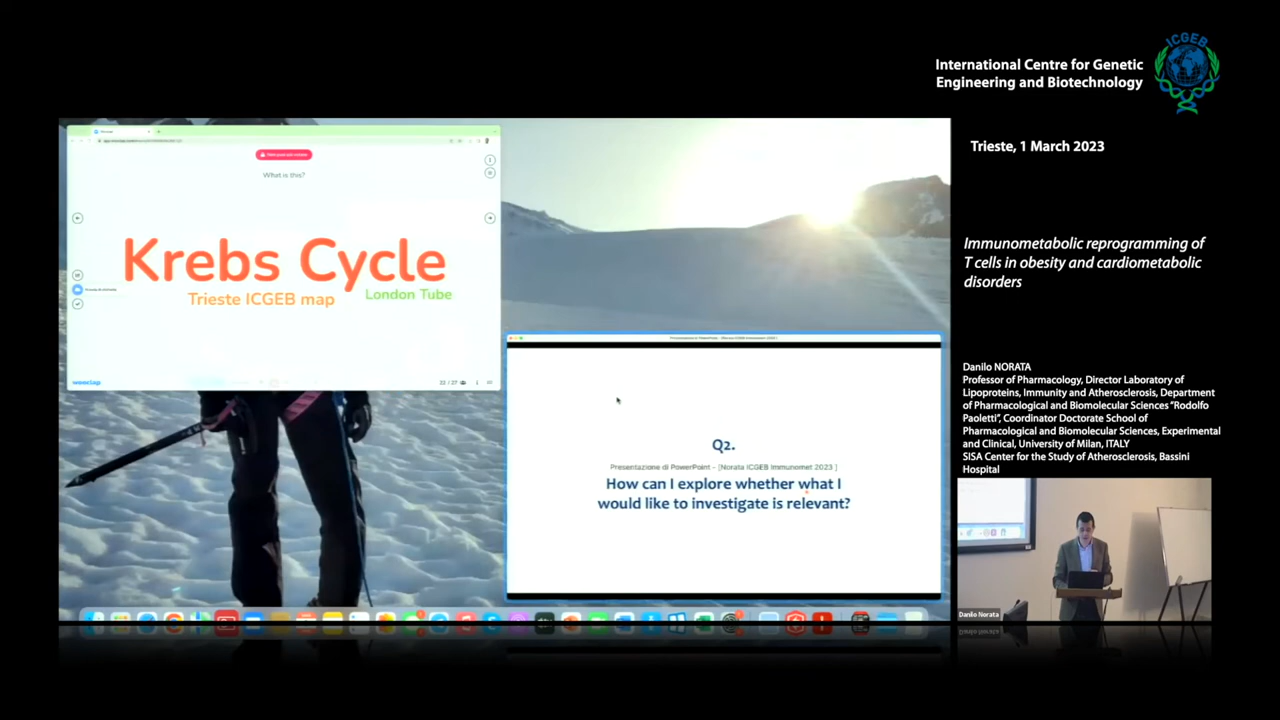 ICGEB
International Centre for Genetic
Engineering and Biotechnology
Trieste, 1 March 2023
Immunometabolic reprogramming of
T cells in obesity and cardiometabolic
disorders
Danilo NORATA
Professor of Pharmacology, Director Laboratory of
Lipoproteins, Immunity and Atherosclerosis, Department
of Pharmacological and Biomolecular Sciences "Rodolfo
Paoletti", Coordinator Doctorate School of
Pharmacological and Biomolecular Sciences, Experimental
and Clinical, University of Milan, ITALY
SISA Center for the Study of Atherosclerosis, Bassini
Hospital
Danilo Norata
What is this?
Krebs Cycle
Trieste ICGEB map
London Tube
wooclap
22 / 27
Q2.
Presentazione di PowerPoint - [Norata ICGEB Immunomet 2023 ]
How can I explore whether what I
would like to investigate is relevant?